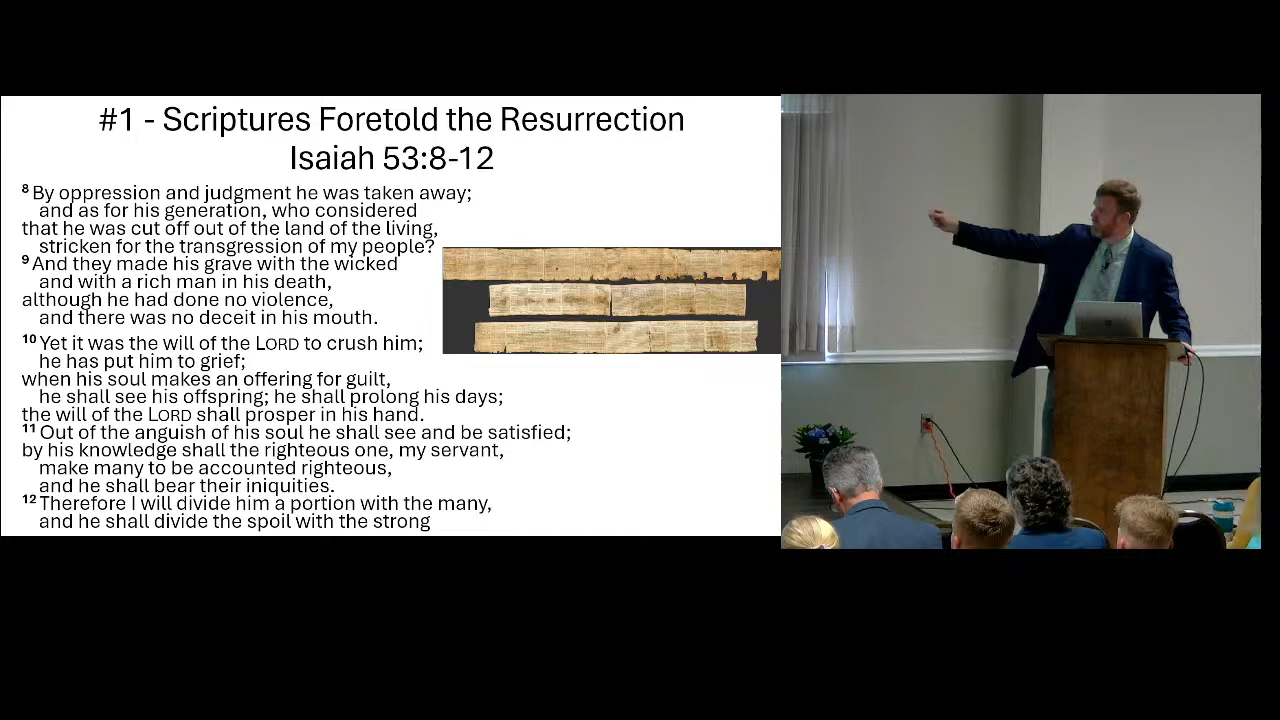 #1 - Scriptures Foretold the Resurrection
Isaiah 53:8-12
8 By oppression and judgment he was taken away;
and as for his generation, who considered
that he was cut off out of the land of the living,
stricken for the transgression of my people?
9 And they made his grave with the wicked
and with a rich man in his death,
although he had done no violence,
and there was no deceit in his mouth.
10 Yet it was the will of the LORD to crush him;
he has put him to grief;
when his soul makes an offering for guilt,
he shall see his offspring; he shall prolong his days;
the will of the LORD shall prosper in his hand.
11 Out of the anguish of his soul he shall see and be satisfied;
by his knowledge shall the righteous one, my servant,
make many to be accounted righteous,
and he shall bear their iniquities.
12 Therefore I will divide him a portion with the many,
and he shall divide the spoil with the strong